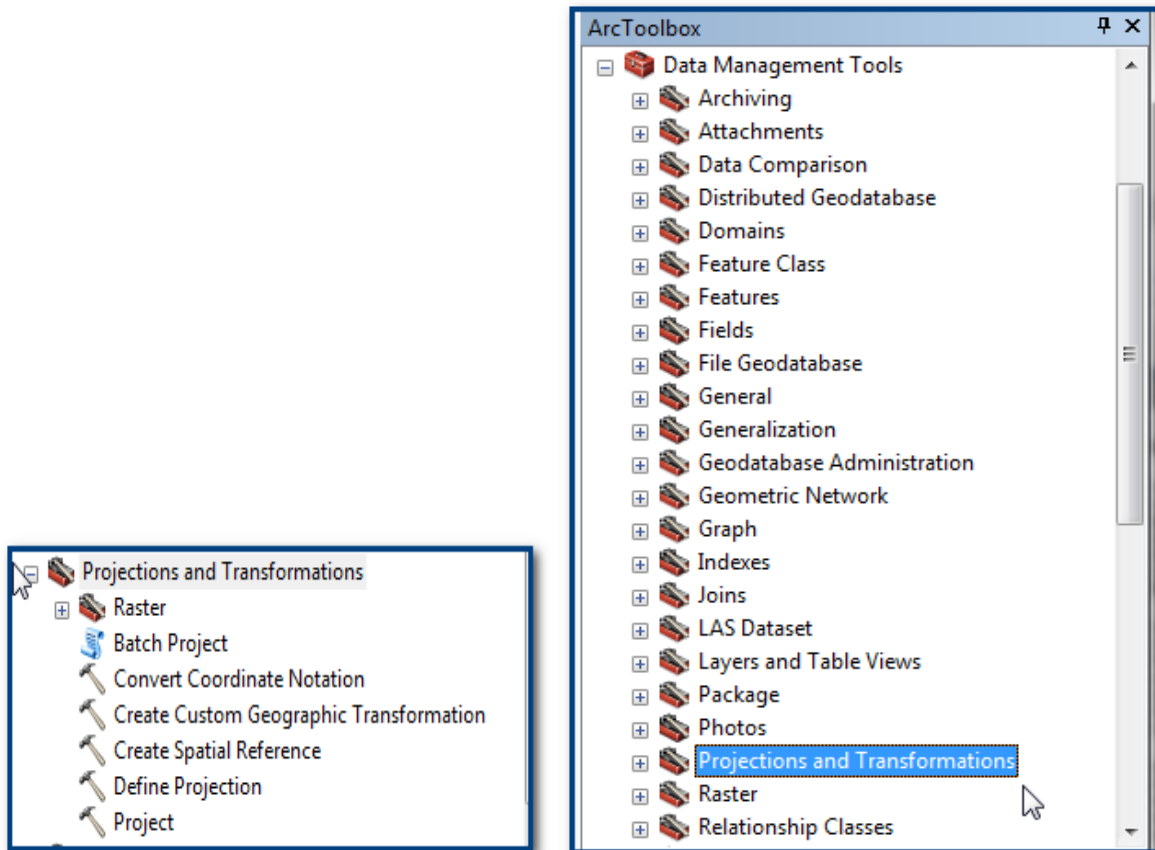 ArcToolbox
Data Management Tools
Archiving
Attachments
Data Comparison
Distributed Geodatabase
Domains
Feature Class
Features
Fields
File Geodatabase
General
Generalization
Geodatabase Administration
Geometric Network
Graph
Indexes
Joins
LAS Dataset
Layers and Table Views
Package
Photos
Projections and Transformations
Raster
Relationship Classes
Projections and Transformations
Raster
Batch Project
Convert Coordinate Notation
Create Custom Geographic Transformation
Create Spatial Reference
Define Projection
Project